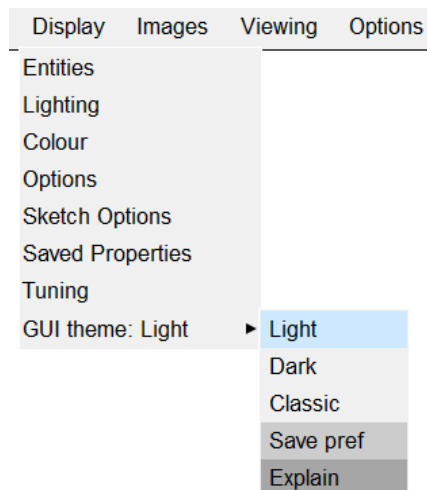 Display Images Viewing Options
Entities
Lighting
Colour
Options
Sketch Options
Saved Properties
Tuning
GUI theme: Light ▸ Light
Dark
Classic
Save pref
Explain